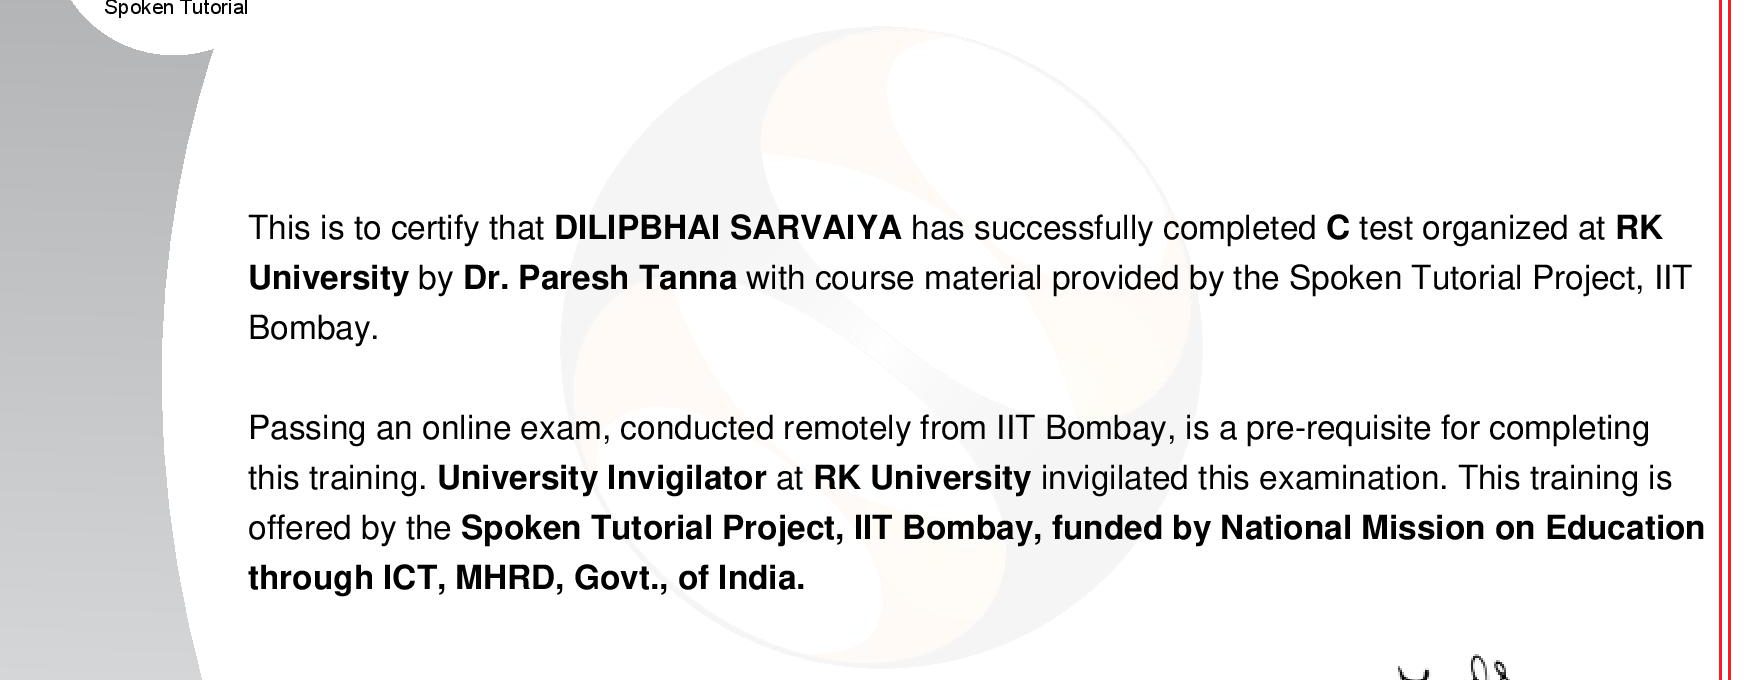 Spoken Tutorial
This is to certify that DILIPBHAI SARVAIYA has successfully completed C test organized at RK
University by Dr. Paresh Tanna with course material provided by the Spoken Tutorial Project, IIT
Bombay.
Passing an online exam, conducted remotely from IIT Bombay, is a pre-requisite for completing
this training. University Invigilator at RK University invigilated this examination. This training is
offered by the Spoken Tutorial Project, IIT Bombay, funded by National Mission on Education
through ICT, MHRD, Govt., of India.